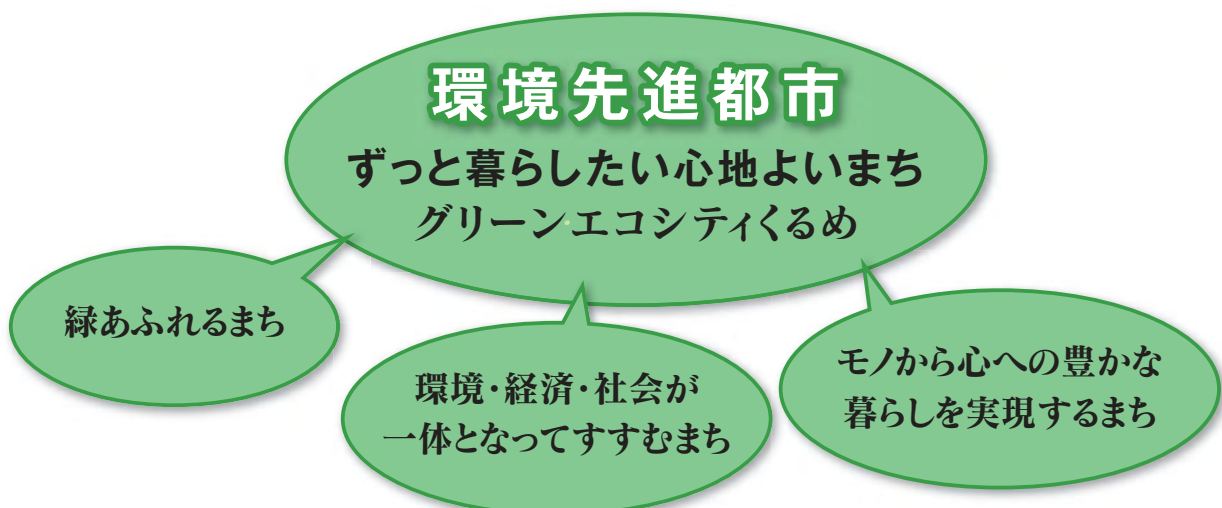 環境先進都市
ずっと暮らしたい心地よいまち
グリーン・エコシティくるめ
緑あふれるまち
環境・経済・社会が
一体となってすすむまち
モノから心への豊かな
暮らしを実現するまち